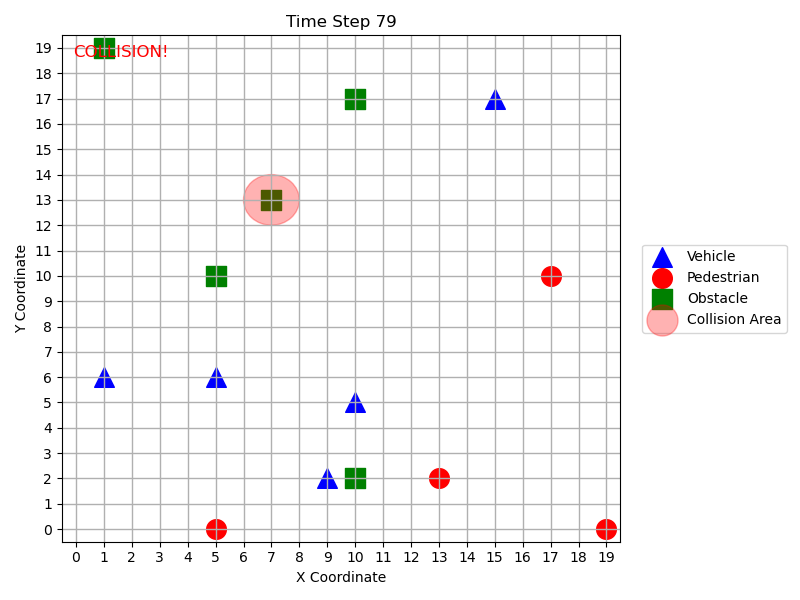 Time Step 79
COLLISION!
Y Coordinate
19
18
17
16
15
14
13
12
11
10
9
8
7
6
5
4
3
2
1
0
0 1 2 3 4 5 6 7 8 9 10 11 12 13 14 15 16 17 18 19
X Coordinate
Vehicle
Pedestrian
Obstacle
Collision Area